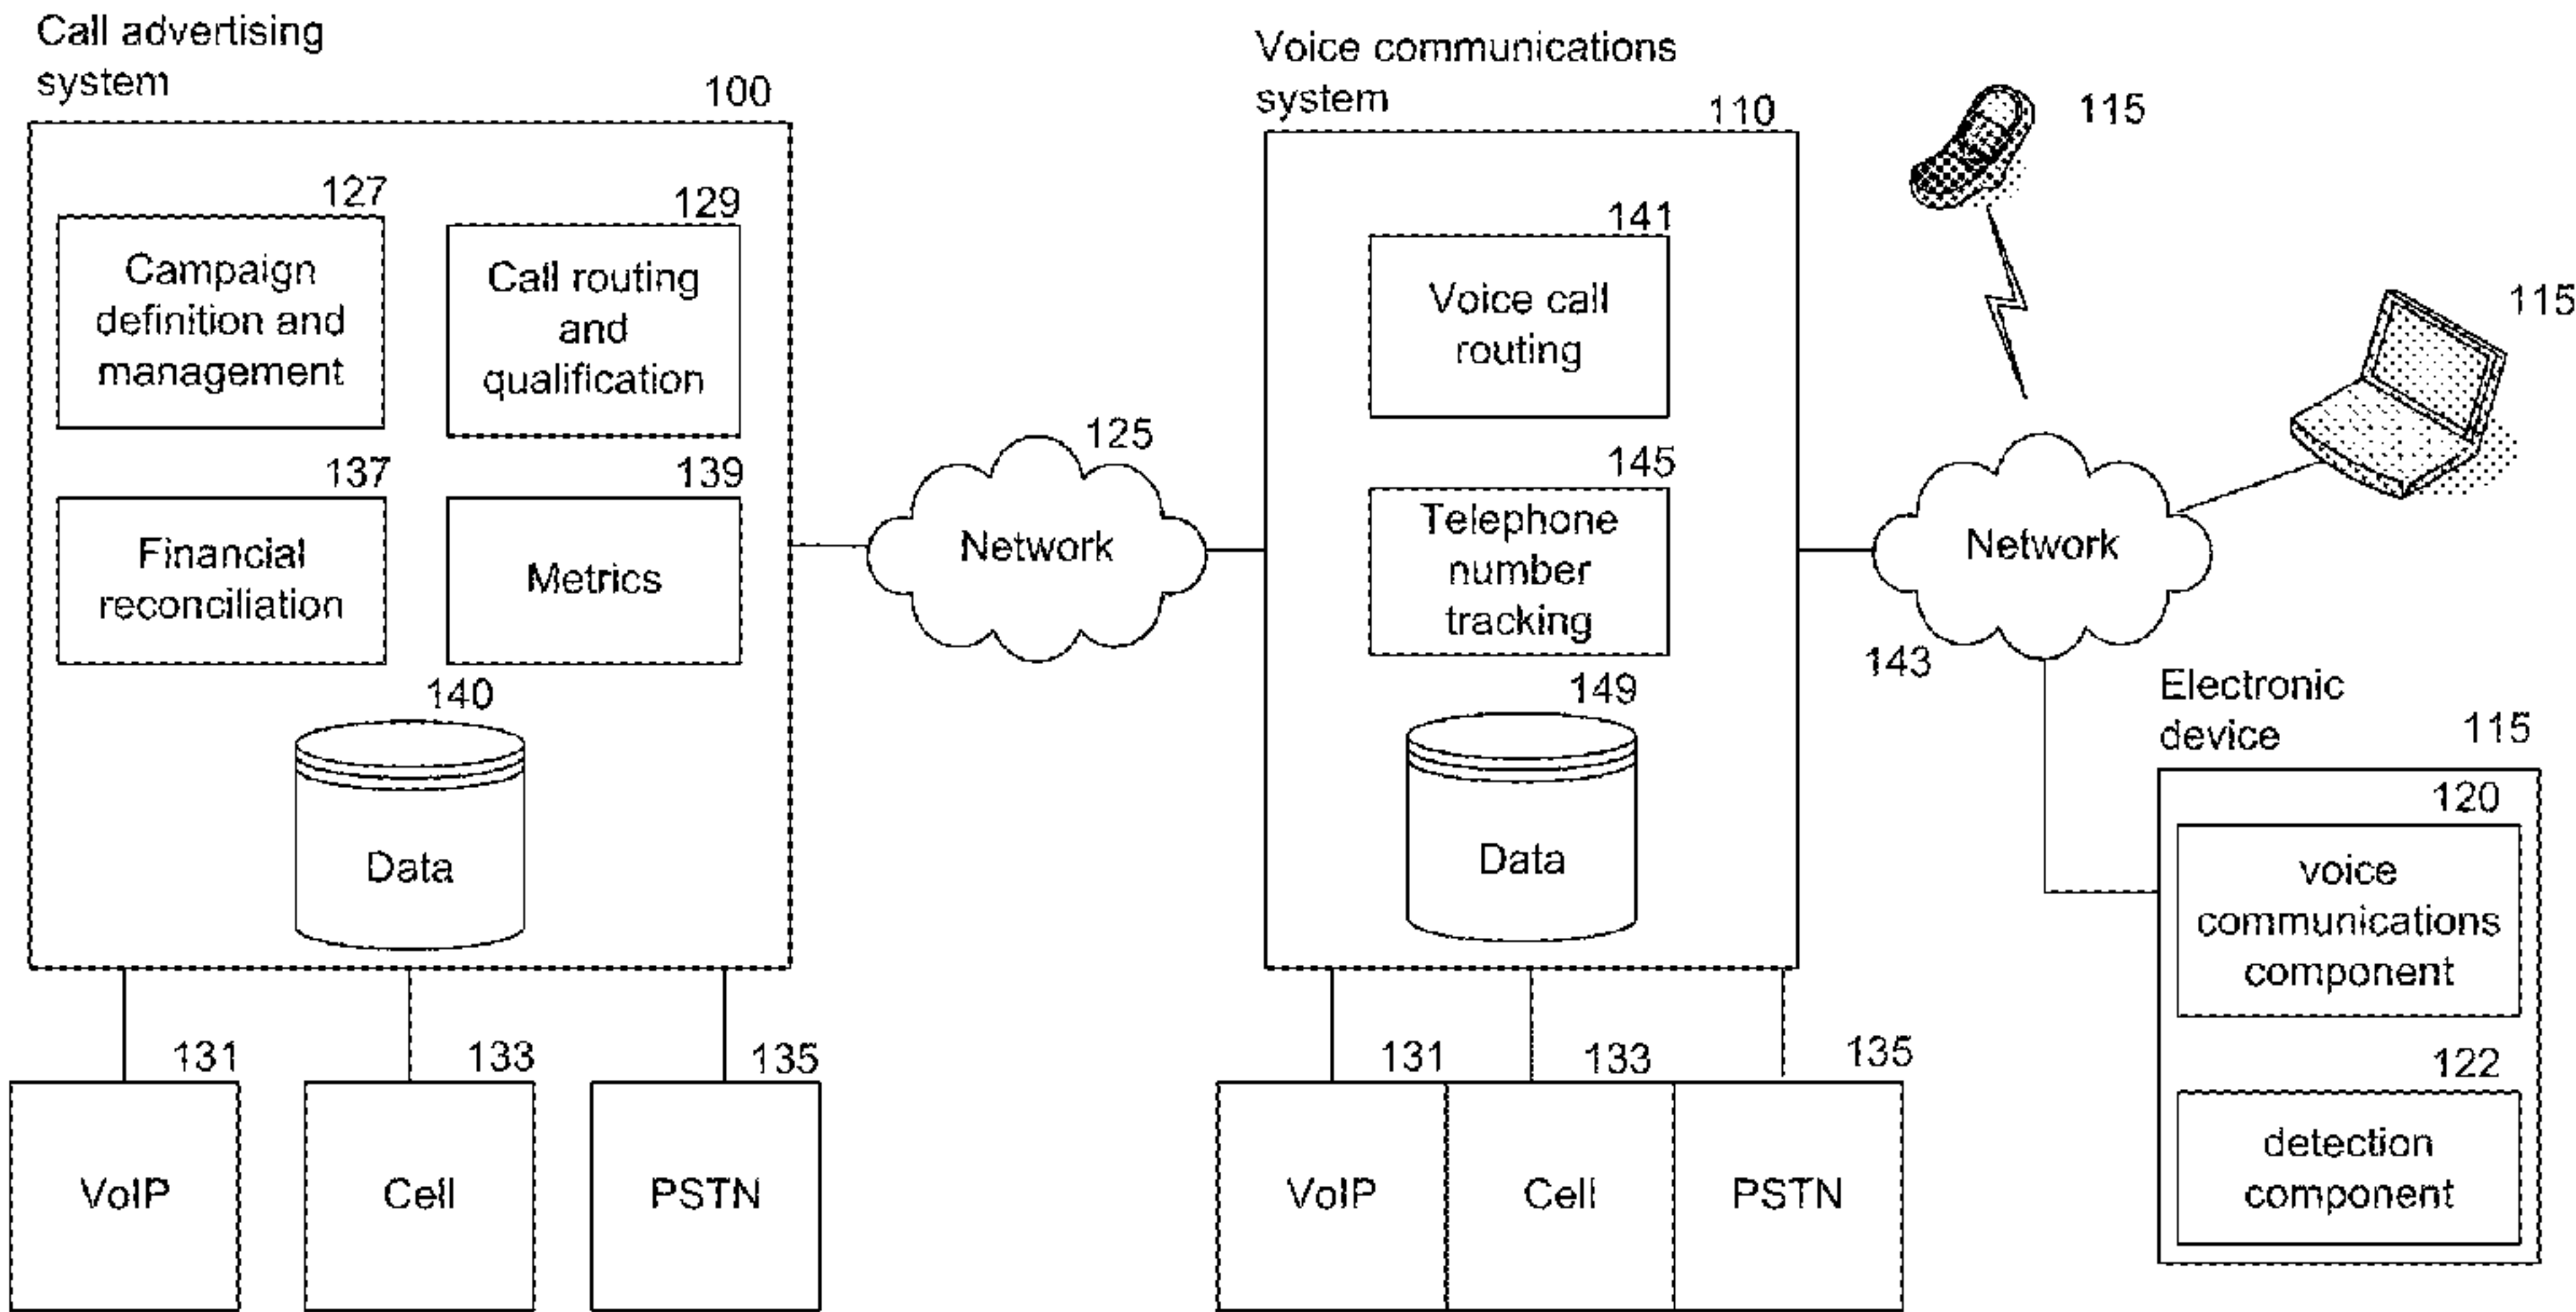 Call advertising
system
100
127
Campaign
definition and
management
129
Call routing
and
qualification
137
Financial
reconciliation
139
Metrics
140
Data
131
VoIP
133
Cell
135
PSTN
125
Network
Voice communications
system
110
141
Voice call
routing
145
Telephone
number
tracking
149
Data
131
VoIP
133
Cell
135
PSTN
115
115
Network
143
Electronic
device
115
120
voice
communications
component
122
detection
component